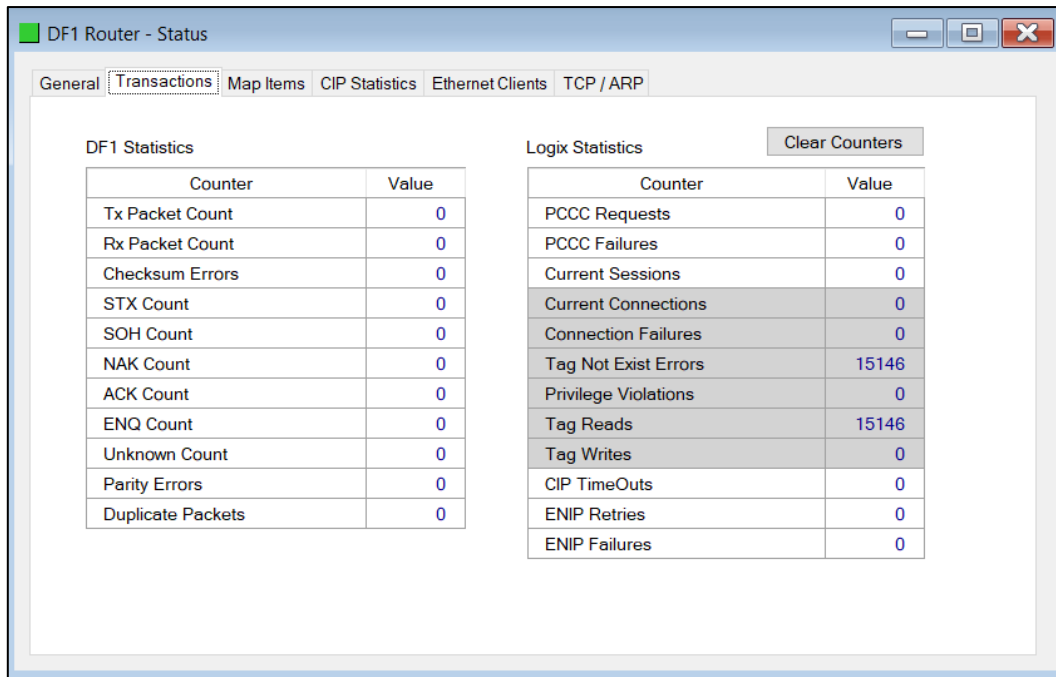 DF1 Router - Status
General Transactions Map Items CIP Statistics Ethernet Clients TCP / ARP
DF1 Statistics
Counter Value
Tx Packet Count 0
Rx Packet Count 0
Checksum Errors 0
STX Count 0
SOH Count 0
NAK Count 0
ACK Count 0
ENQ Count 0
Unknown Count 0
Parity Errors 0
Duplicate Packets 0
Logix Statistics
Clear Counters
Counter Value
PCCC Requests 0
PCCC Failures 0
Current Sessions 0
Current Connections 0
Connection Failures 0
Tag Not Exist Errors 15146
Privilege Violations 0
Tag Reads 15146
Tag Writes 0
CIP TimeOuts 0
ENIP Retries 0
ENIP Failures 0